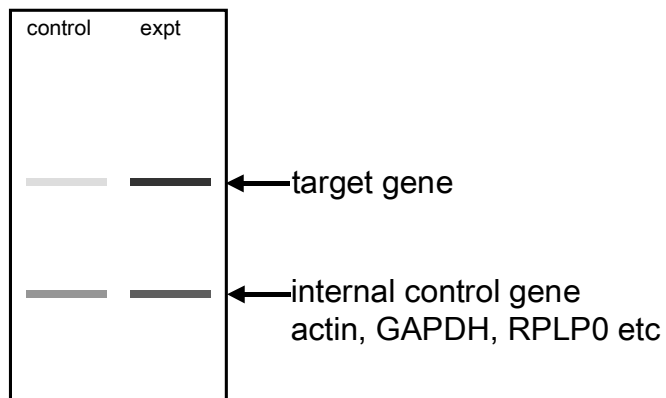 control expt
target gene
internal control gene
actin, GAPDH, RPLP0 etc